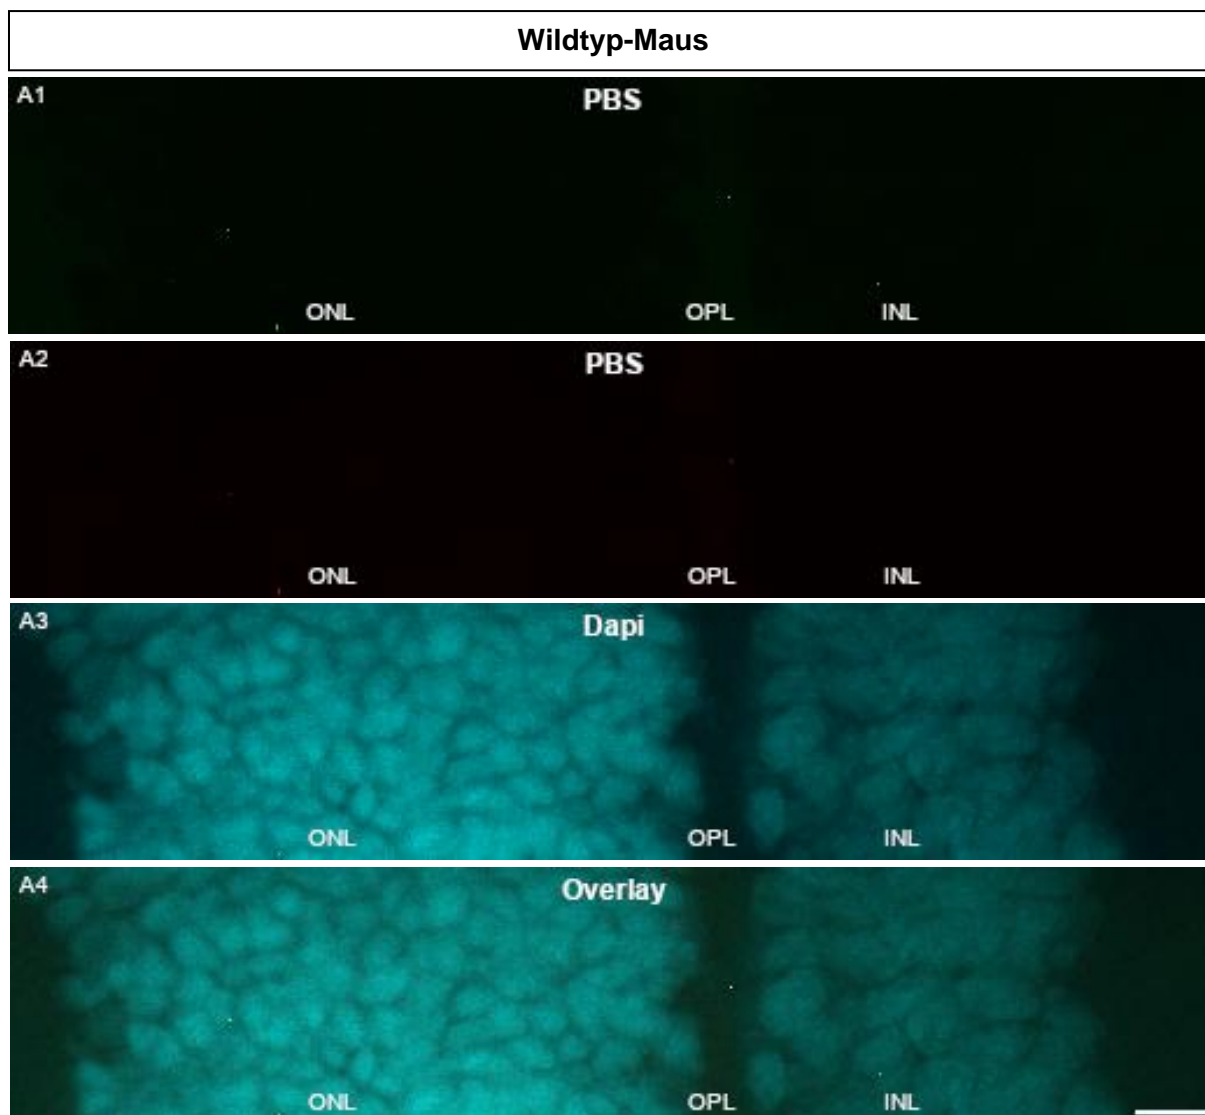 Wildtyp-Maus
A1 PBS
ONL OPL INL
A2 PBS
ONL OPL INL
A3 Dapi
ONL OPL INL
A4 Overlay
ONL OPL INL